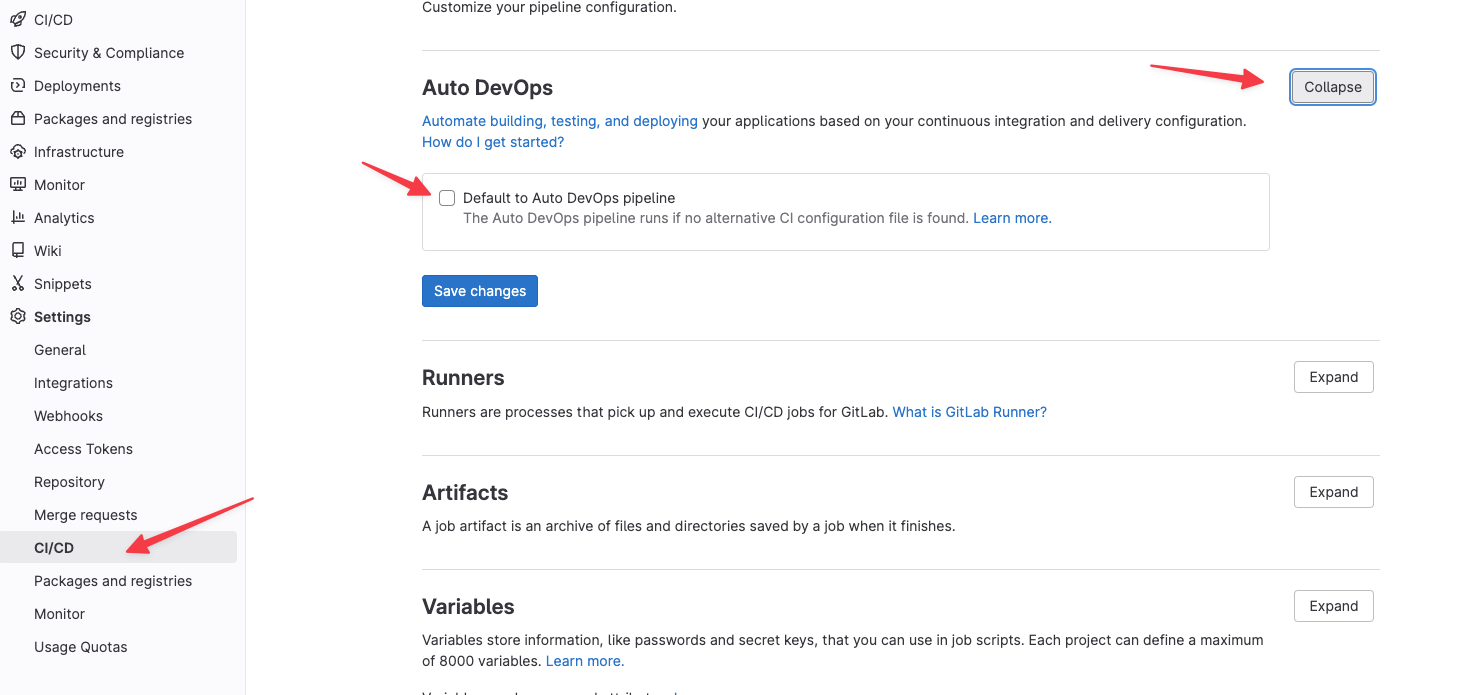 CI/CD
Security & Compliance
Deployments
Packages and registries
Infrastructure
Monitor
Analytics
Wiki
Snippets
Settings
General
Integrations
Webhooks
Access Tokens
Repository
Merge requests
CI/CD
Packages and registries
Monitor
Usage Quotas
Customize your pipeline configuration.
Auto DevOps
Collapse
Automate building, testing, and deploying your applications based on your continuous integration and delivery configuration.
How do I get started?
Default to Auto DevOps pipeline
The Auto DevOps pipeline runs if no alternative CI configuration file is found. Learn more.
Save changes
Runners
Expand
Runners are processes that pick up and execute CI/CD jobs for GitLab. What is GitLab Runner?
Artifacts
Expand
A job artifact is an archive of files and directories saved by a job when it finishes.
Variables
Expand
Variables store information, like passwords and secret keys, that you can use in job scripts. Each project can define a maximum
of 8000 variables. Learn more.